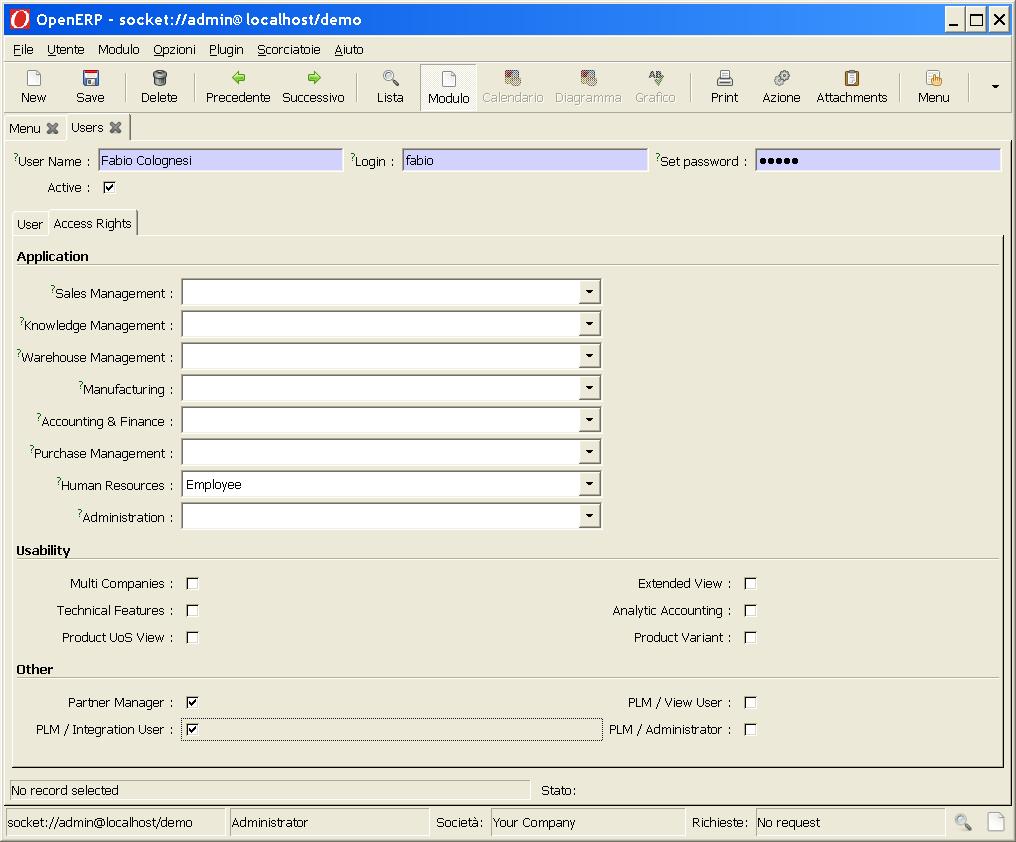 OpenERP - socket://admin@localhost/demo
File Utente Modulo Opzioni Plugin Scorciatoie Aiuto
New Save Delete Precedente Successivo Lista Modulo Calendario Diagramma Grafico Print Azione Attachments Menu
Menu Users
?User Name : Fabio Colognesi ?Login : fabio ?Set password : ●●●●●
Active :
User Access Rights
Application
?Sales Management :
?Knowledge Management :
?Warehouse Management :
?Manufacturing :
?Accounting & Finance :
?Purchase Management :
?Human Resources : Employee
?Administration :
Usability
Multi Companies : Extended View :
Technical Features : Analytic Accounting :
Product UoS View : Product Variant :
Other
Partner Manager : PLM / View User :
PLM / Integration User : PLM / Administrator :
No record selected Stato:
socket://admin@localhost/demo Administrator Società: Your Company Richieste: No request